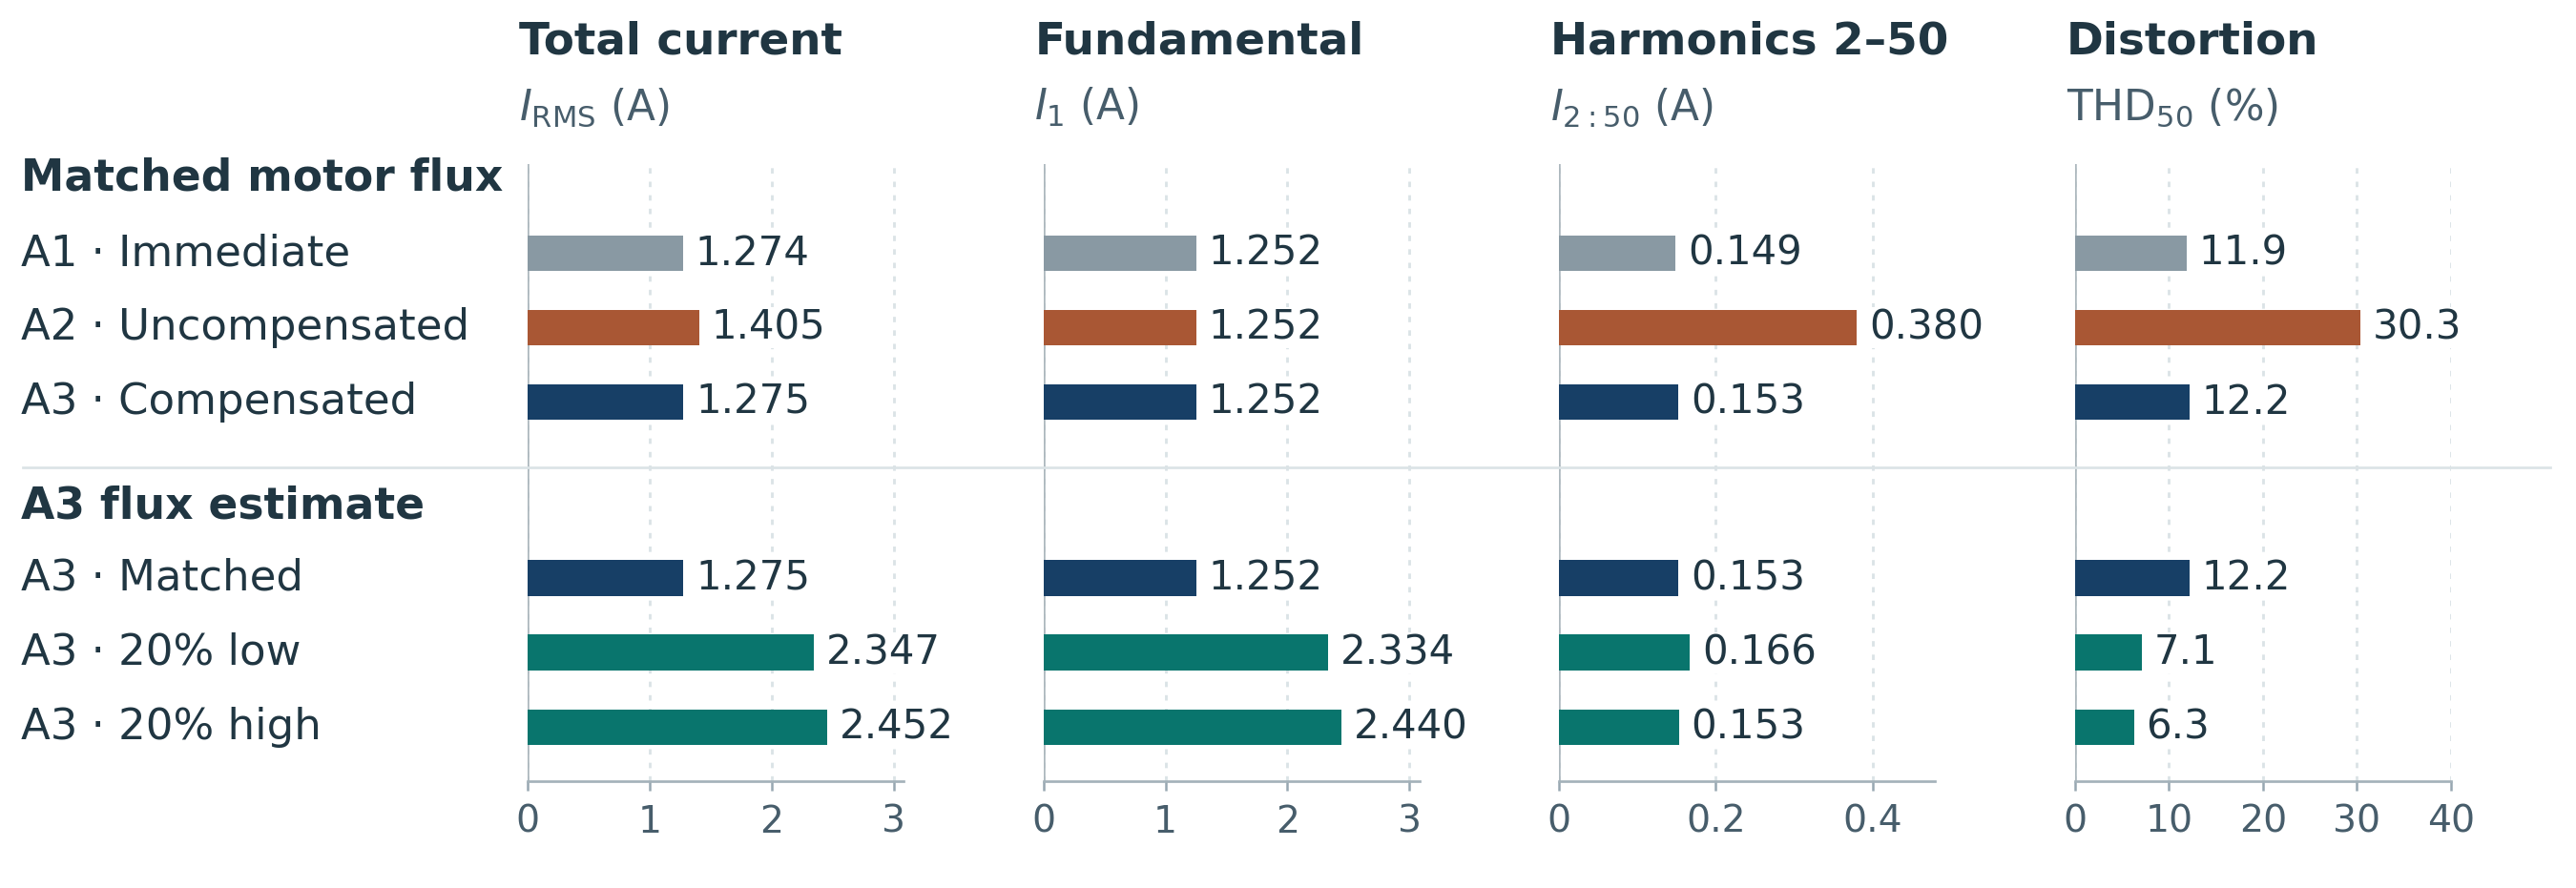 Total current Fundamental Harmonics 2–50 Distortion
I_RMS (A) I_1 (A) I_2:50 (A) THD_50 (%)
Matched motor flux
A1 · Immediate 1.274 1.252 0.149 11.9
A2 · Uncompensated 1.405 1.252 0.380 30.3
A3 · Compensated 1.275 1.252 0.153 12.2
A3 flux estimate
A3 · Matched 1.275 1.252 0.153 12.2
A3 · 20% low 2.347 2.334 0.166 7.1
A3 · 20% high 2.452 2.440 0.153 6.3
0 1 2 3 0 1 2 3 0 0.2 0.4 0 10 20 30 40